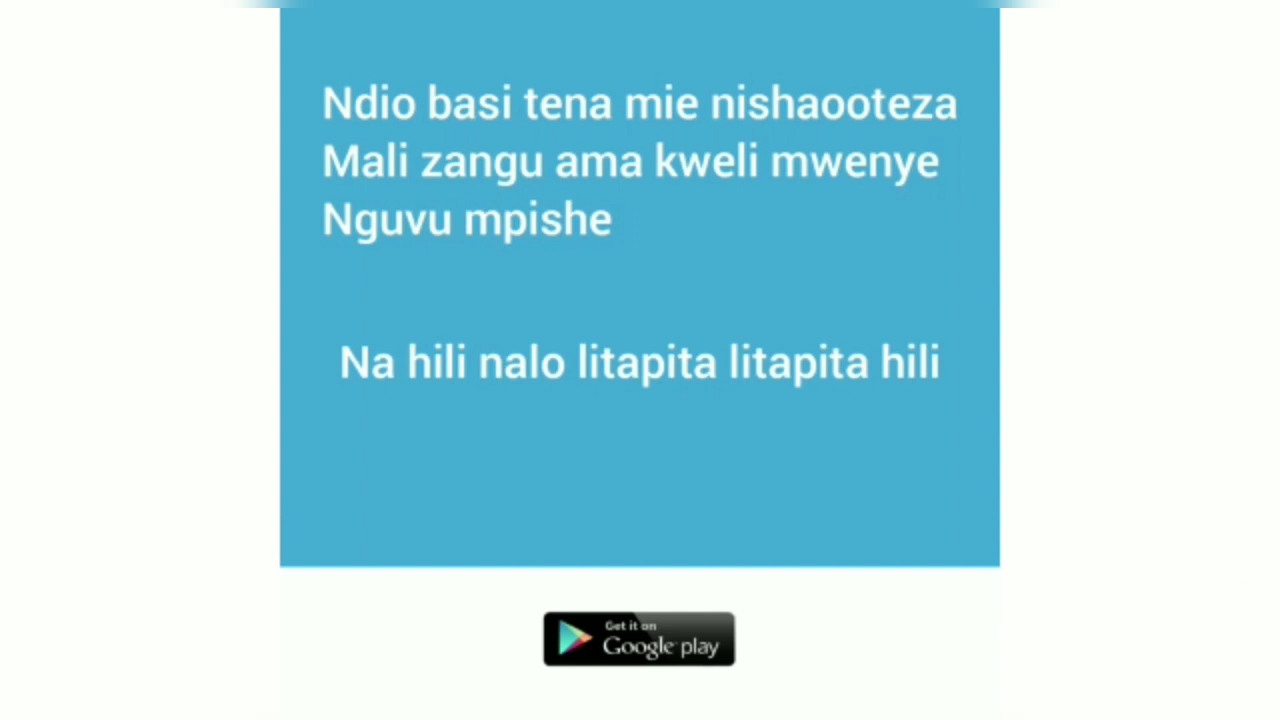 Ndio basi tena mie nishaooteza
Mali zangu ama kweli mwenye
Nguvu mpishe
Na hili nalo litapita litapita hili
Get it on
Google play